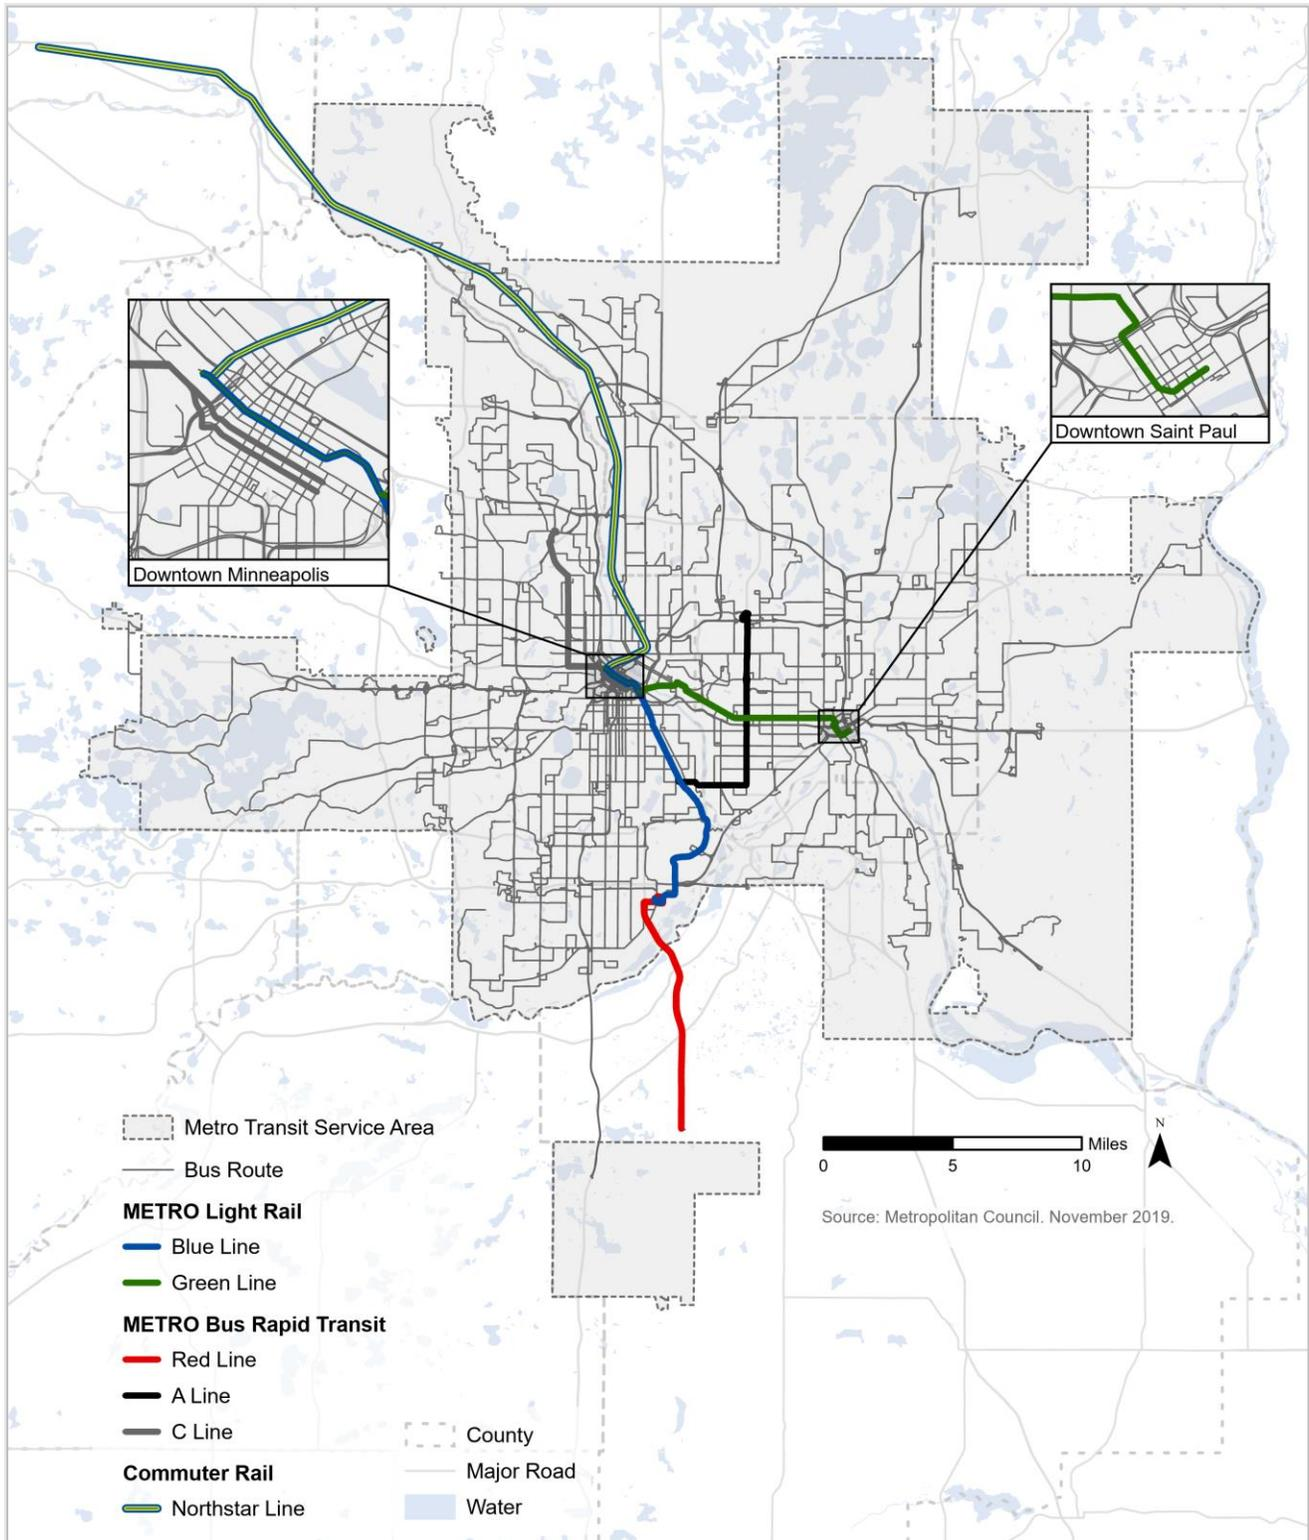 Downtown Saint Paul
Downtown Minneapolis
Metro Transit Service Area
Bus Route
METRO Light Rail
Blue Line
Green Line
METRO Bus Rapid Transit
Red Line
A Line
C Line
Commuter Rail
Northstar Line
County
Major Road
Water
Miles
0 5 10
N
Source: Metropolitan Council. November 2019.